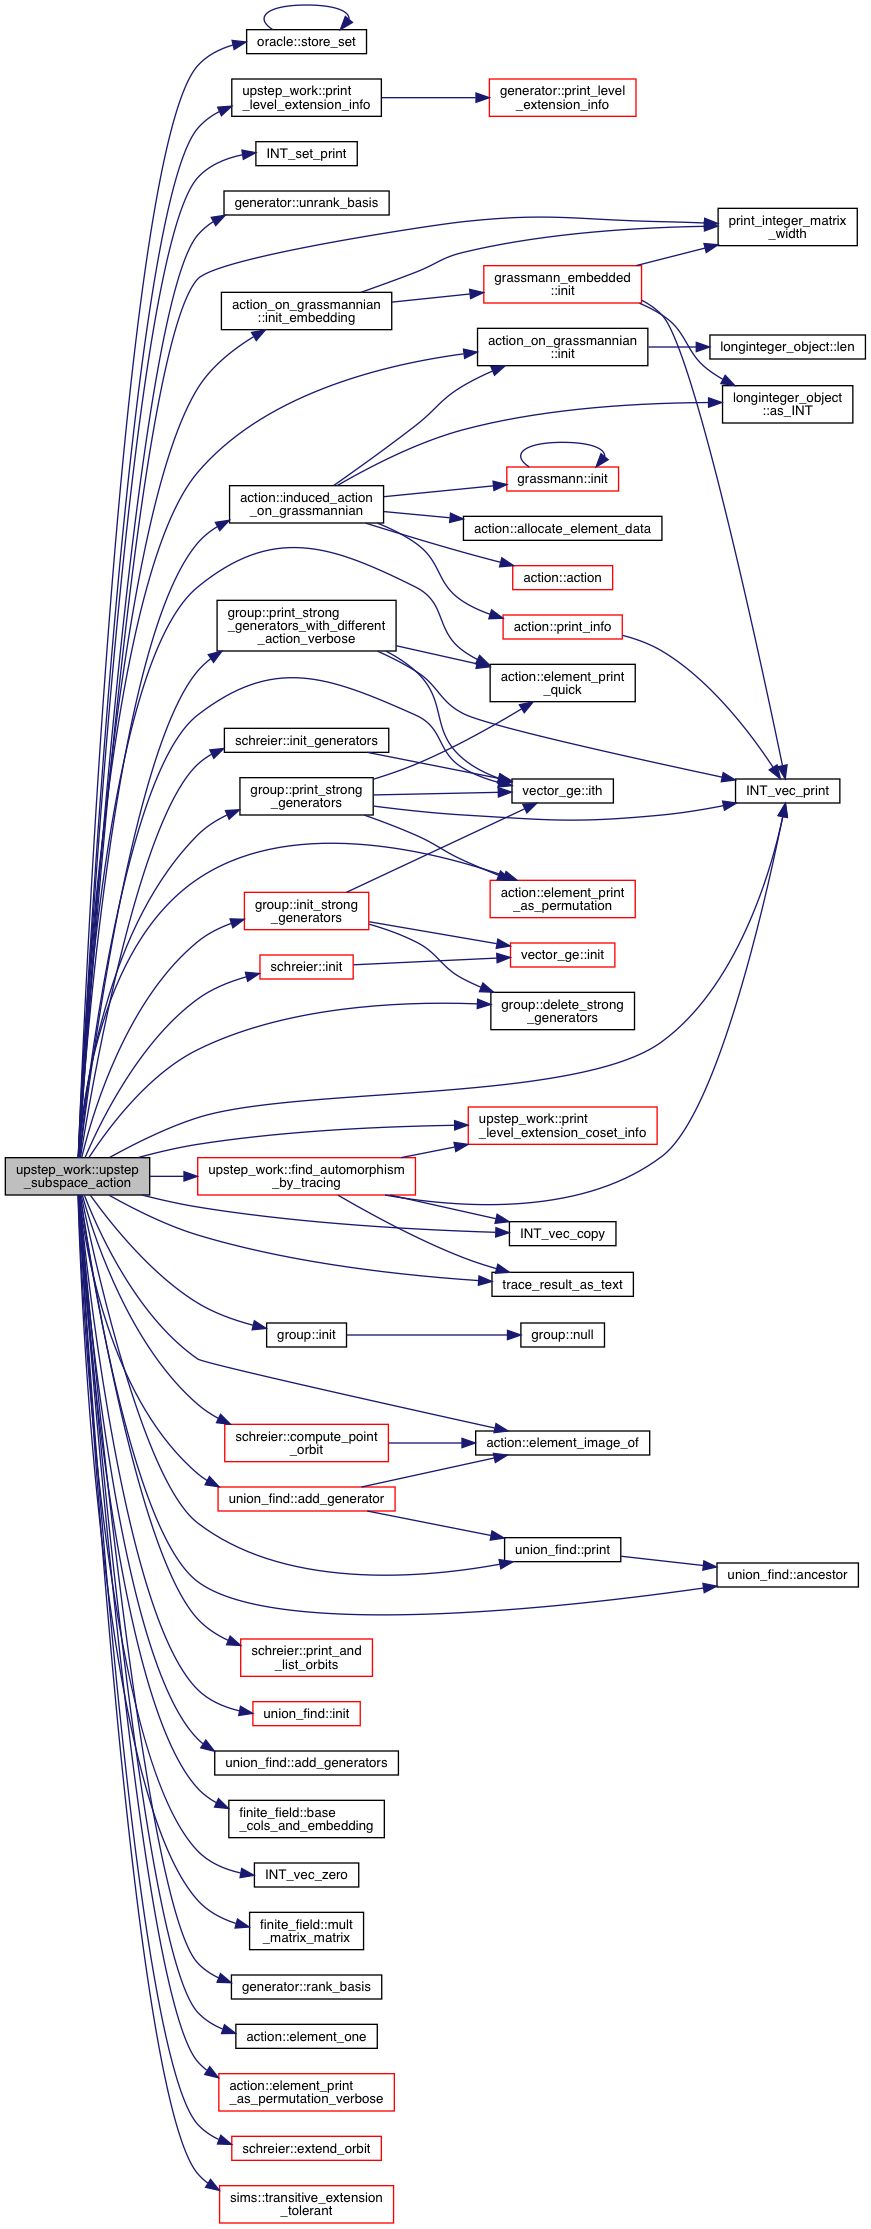 oracle::store_set
upstep_work::print
_level_extension_info
generator::print_level
_extension_info
INT_set_print
generator::unrank_basis
print_integer_matrix
_width
action_on_grassmannian
::init_embedding
grassmann_embedded
::init
action_on_grassmannian
::init
longinteger_object::len
longinteger_object
::as_INT
action::induced_action
_on_grassmannian
grassmann::init
action::allocate_element_data
action::action
action::print_info
group::print_strong
_generators_with_different
_action_verbose
action::element_print
_quick
schreier::init_generators
group::print_strong
_generators
vector_ge::ith
INT_vec_print
action::element_print
_as_permutation
group::init_strong
_generators
vector_ge::init
schreier::init
group::delete_strong
_generators
upstep_work::print
_level_extension_coset_info
upstep_work::upstep
_subspace_action
upstep_work::find_automorphism
_by_tracing
INT_vec_copy
trace_result_as_text
group::init
group::null
schreier::compute_point
_orbit
action::element_image_of
union_find::add_generator
union_find::print
union_find::ancestor
schreier::print_and
_list_orbits
union_find::init
union_find::add_generators
finite_field::base
_cols_and_embedding
INT_vec_zero
finite_field::mult
_matrix_matrix
generator::rank_basis
action::element_one
action::element_print
_as_permutation_verbose
schreier::extend_orbit
sims::transitive_extension
_tolerant